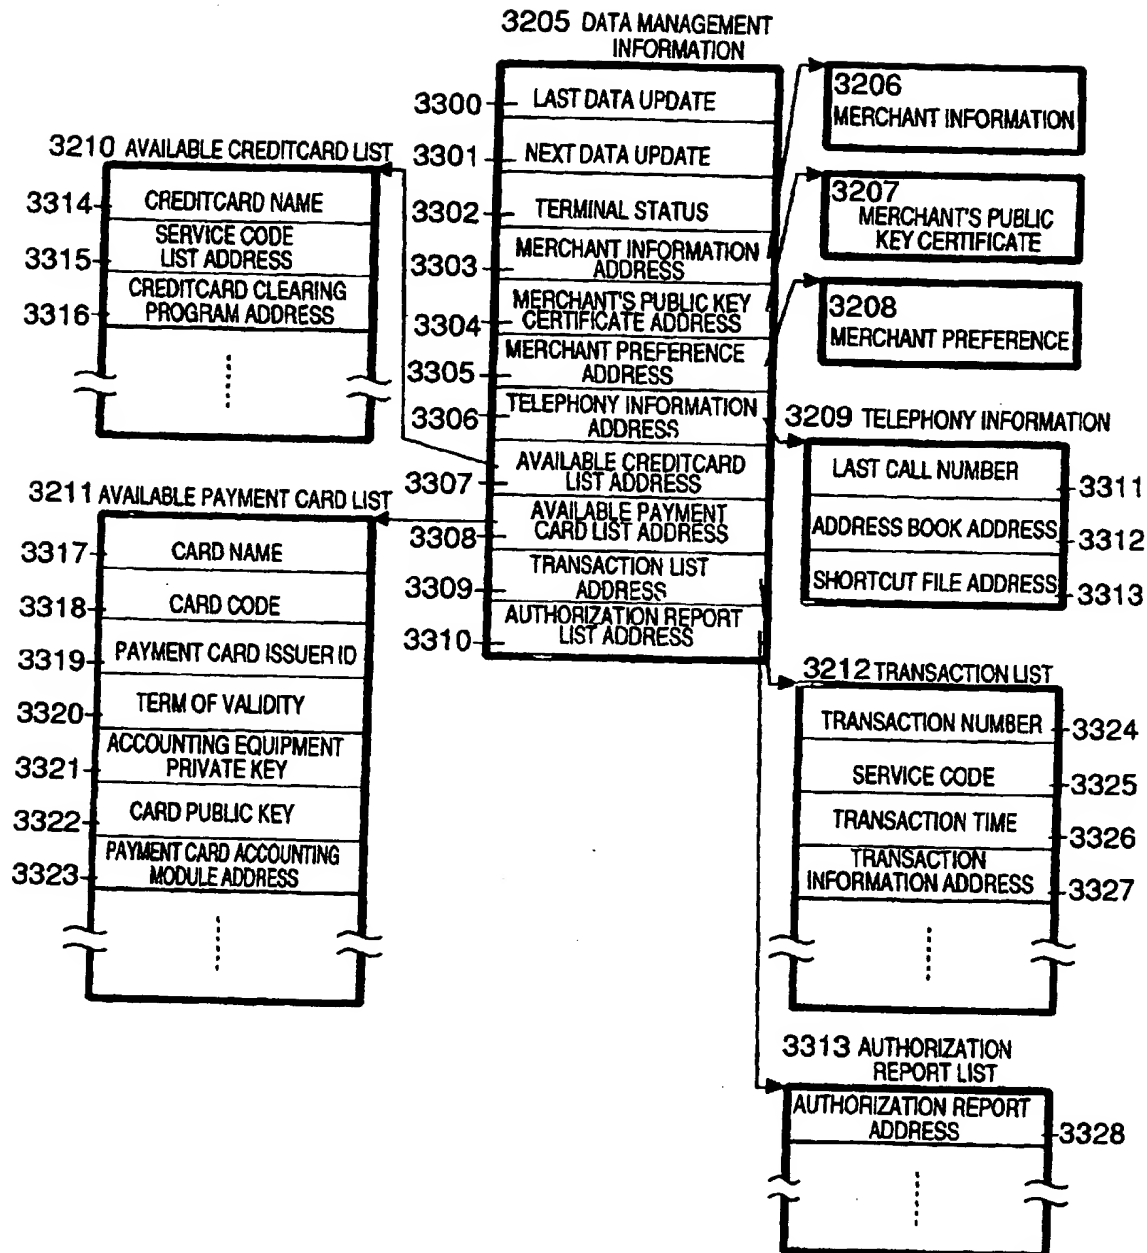 3205 DATA MANAGEMENT
INFORMATION
3300 LAST DATA UPDATE
3301 NEXT DATA UPDATE
3302 TERMINAL STATUS
3303 MERCHANT INFORMATION
ADDRESS
3304 MERCHANT'S PUBLIC KEY
CERTIFICATE ADDRESS
3305 MERCHANT PREFERENCE
ADDRESS
3306 TELEPHONY INFORMATION
ADDRESS
3307 AVAILABLE CREDITCARD
LIST ADDRESS
3308 AVAILABLE PAYMENT
CARD LIST ADDRESS
3309 TRANSACTION LIST
ADDRESS
3310 AUTHORIZATION REPORT
LIST ADDRESS
3210 AVAILABLE CREDITCARD LIST
3314 CREDITCARD NAME
3315 SERVICE CODE
LIST ADDRESS
3316 CREDITCARD CLEARING
PROGRAM ADDRESS
3211 AVAILABLE PAYMENT CARD LIST
3317 CARD NAME
3318 CARD CODE
3319 PAYMENT CARD ISSUER ID
3320 TERM OF VALIDITY
3321 ACCOUNTING EQUIPMENT
PRIVATE KEY
3322 CARD PUBLIC KEY
3323 PAYMENT CARD ACCOUNTING
MODULE ADDRESS
3206
MERCHANT INFORMATION
3207
MERCHANT'S PUBLIC
KEY CERTIFICATE
3208
MERCHANT PREFERENCE
3209 TELEPHONY INFORMATION
LAST CALL NUMBER 3311
ADDRESS BOOK ADDRESS 3312
SHORTCUT FILE ADDRESS 3313
3212 TRANSACTION LIST
TRANSACTION NUMBER 3324
SERVICE CODE 3325
TRANSACTION TIME 3326
TRANSACTION
INFORMATION ADDRESS 3327
3313 AUTHORIZATION
REPORT LIST
AUTHORIZATION REPORT
ADDRESS 3328